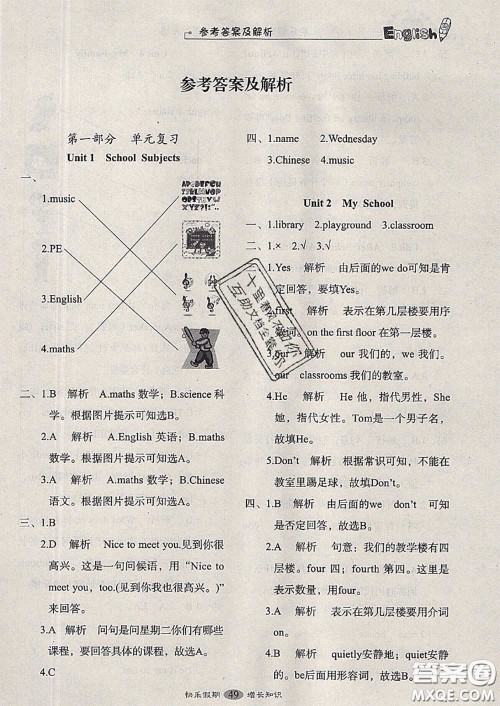 参考答案及解析
English
参考答案及解析
第一部分 单元复习
Unit 1 School Subjects
一、
1.music
2.PE
3.English
4.maths
二、1.B 解析 A.maths 数学；B.science 科
学。根据图片提示可知选B。
2.A 解析 A.English 英语；B.maths
数学。根据图片提示可知选A。
3.A 解析 A.maths 数学；B.Chinese
语文。根据图片提示可知选A。
三、1.B
2.D 解析 Nice to meet you.见到你很
高兴。这是一句问候语，用“Nice to
meet you, too.(见到我也很高兴。)”
来回答。
3.A 解析 问句是问星期二你们有哪些
课程，要回答具体的课程，故选A。
4.C
四、1.name 2.Wednesday
3.Chinese 4.music
Unit 2 My School
一、1.library 2.playground 3.classroom
二、1.× 2.√ 3.√
三、1.Yes 解析 由后面的we do可知是肯
定回答，要填Yes。
2.first 解析 表示在第几层楼要用序
数词。on the first floor 在第一层楼。
3.our 解析 our 我们的，we 我们。
our classrooms 我们的教室。
4.He 解析 He 他，指代男性，She
她，指代女性。Tom是一个男子名，
故填He。
5.Don't 解析 根据常识可知，不能在
教室里踢足球，故填Don't。
四、1.B 解析 由后面的we don't 可知
是否定回答，故选B。
2.A 解析 句意：我们的教学楼有四
层楼。four 四，fourth 第四。这里表示
数量，用four。
3.A 解析 表示在第几层楼要用介词
on。
4.B 解析 quietly安静地；quiet安静
的。be后面用形容词，故选B。
快乐假期 49 增长知识
答案圈
MXQE.COM